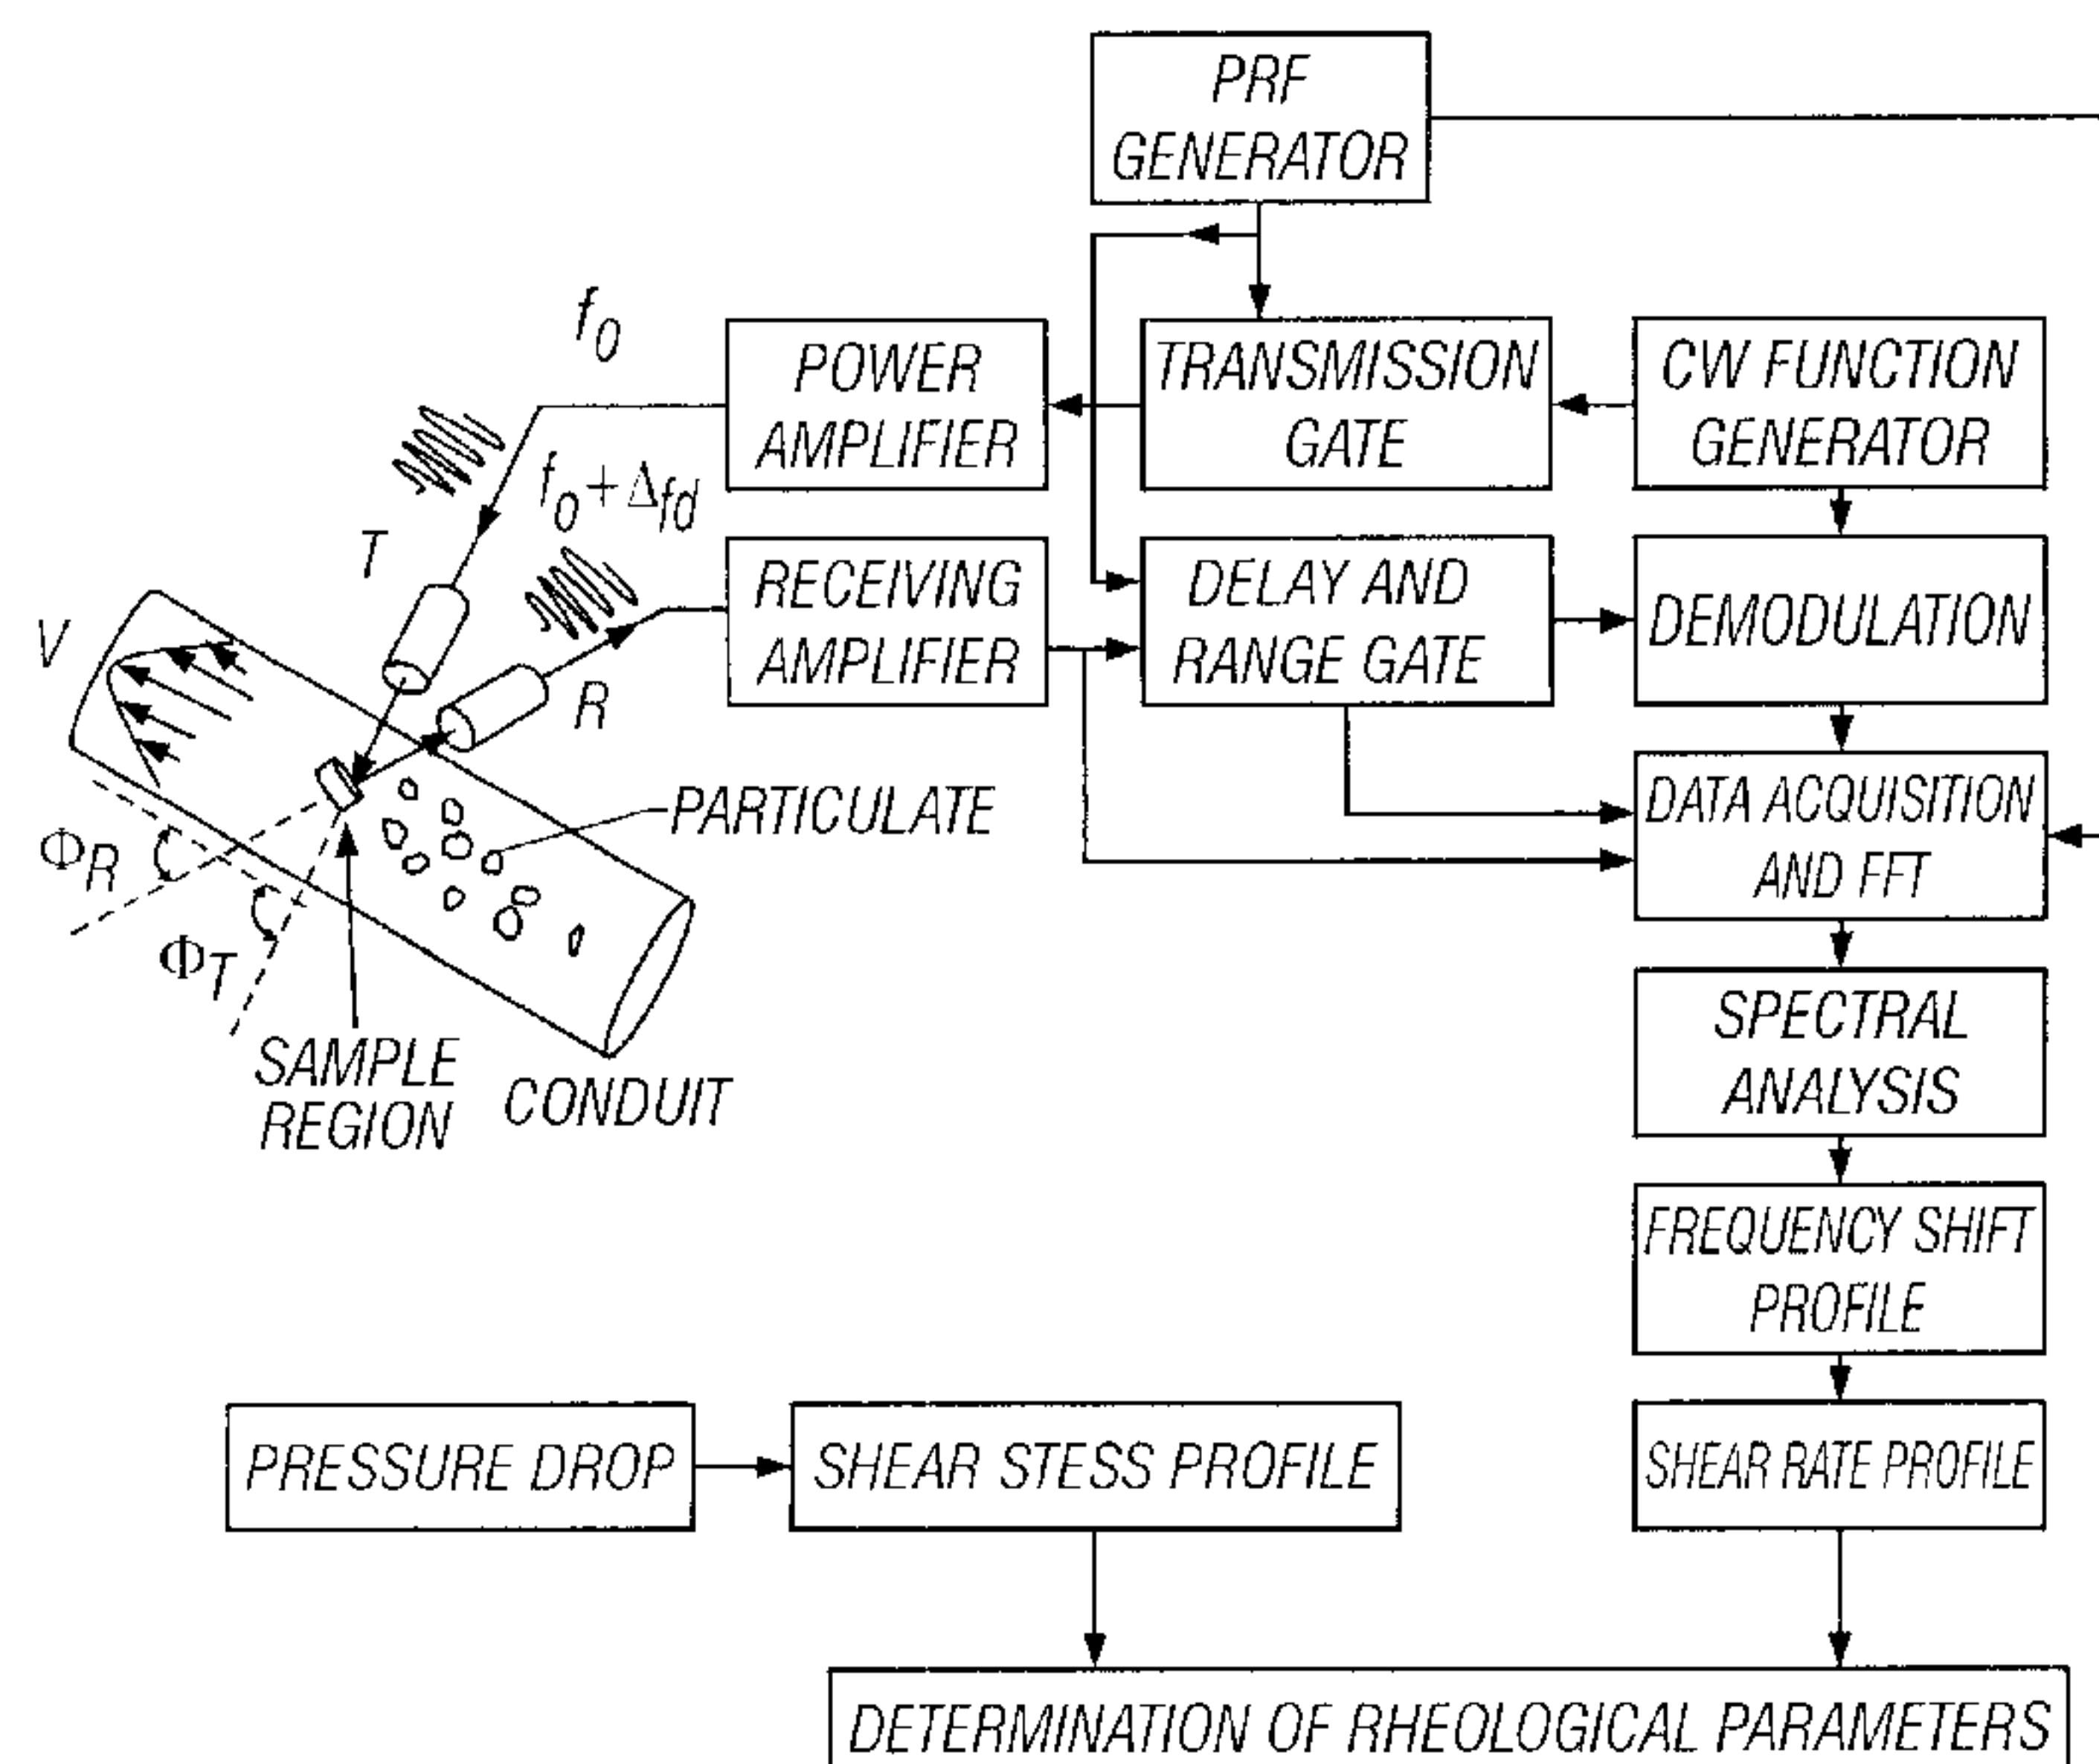 PRF
GENERATOR
f0
POWER
AMPLIFIER
TRANSMISSION
GATE
CW FUNCTION
GENERATOR
f0 + Δfd
T
RECEIVING
AMPLIFIER
DELAY AND
RANGE GATE
DEMODULATION
V
R
PARTICULATE
DATA ACQUISITION
AND FFT
ΦR
ΦT
SAMPLE
REGION
CONDUIT
SPECTRAL
ANALYSIS
FREQUENCY SHIFT
PROFILE
PRESSURE DROP
SHEAR STESS PROFILE
SHEAR RATE PROFILE
DETERMINATION OF RHEOLOGICAL PARAMETERS